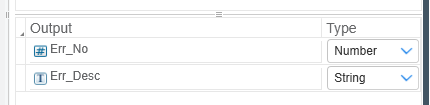 Output Type
Err_No Number
Err_Desc String